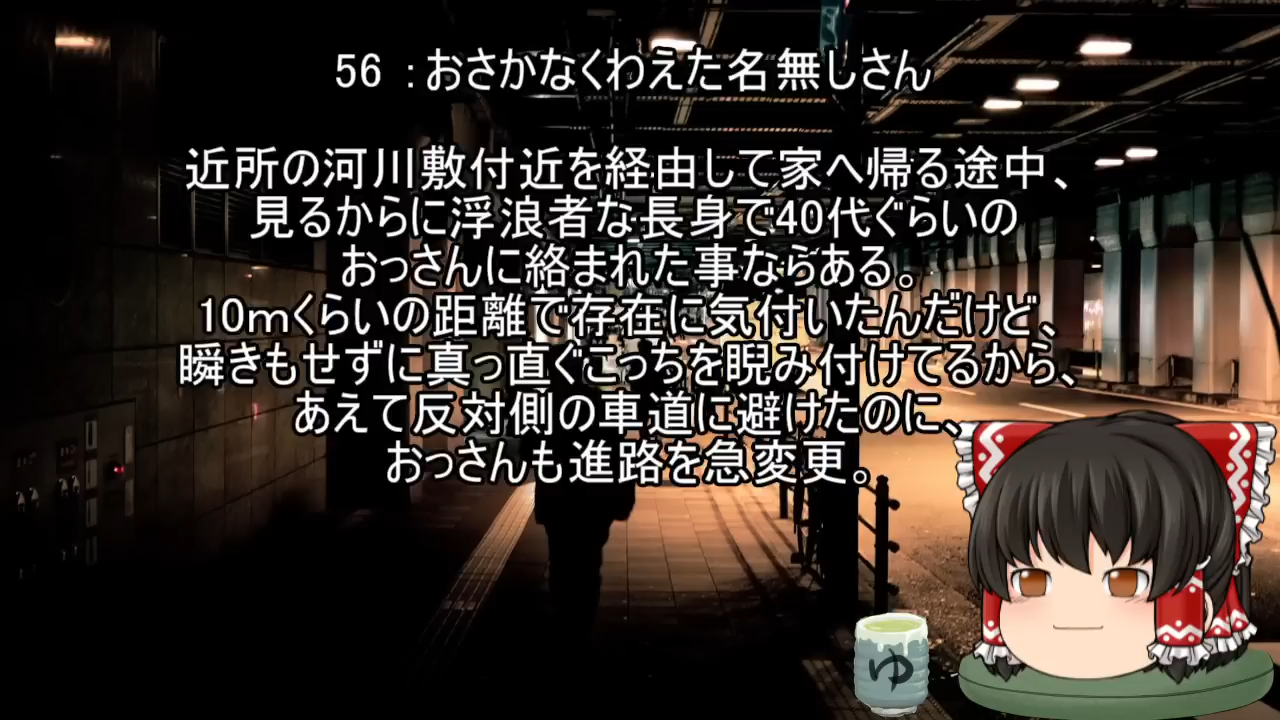 56 ：おさかなくわえた名無しさん
近所の河川敷付近を経由して家へ帰る途中、
見るからに浮浪者な長身で40代ぐらいの
おっさんに絡まれた事ならある。
10mくらいの距離で存在に気付いたんだけど、
瞬きもせずに真っ直ぐこっちを睨み付けてるから、
あえて反対側の車道に避けたのに、
おっさんも進路を急変更。
ゆ